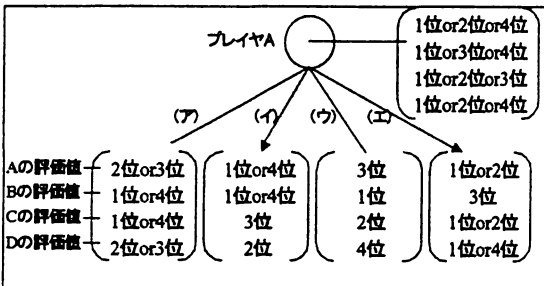 プレイヤA
1位or2位or4位
1位or3位or4位
1位or2位or3位
1位or2位or4位
(ア) (イ) (ウ) (エ)
Aの評価値 2位or3位 1位or4位 3位 1位or2位
Bの評価値 1位or4位 1位or4位 1位 3位
Cの評価値 1位or4位 3位 2位 1位or2位
Dの評価値 2位or3位 2位 4位 1位or4位